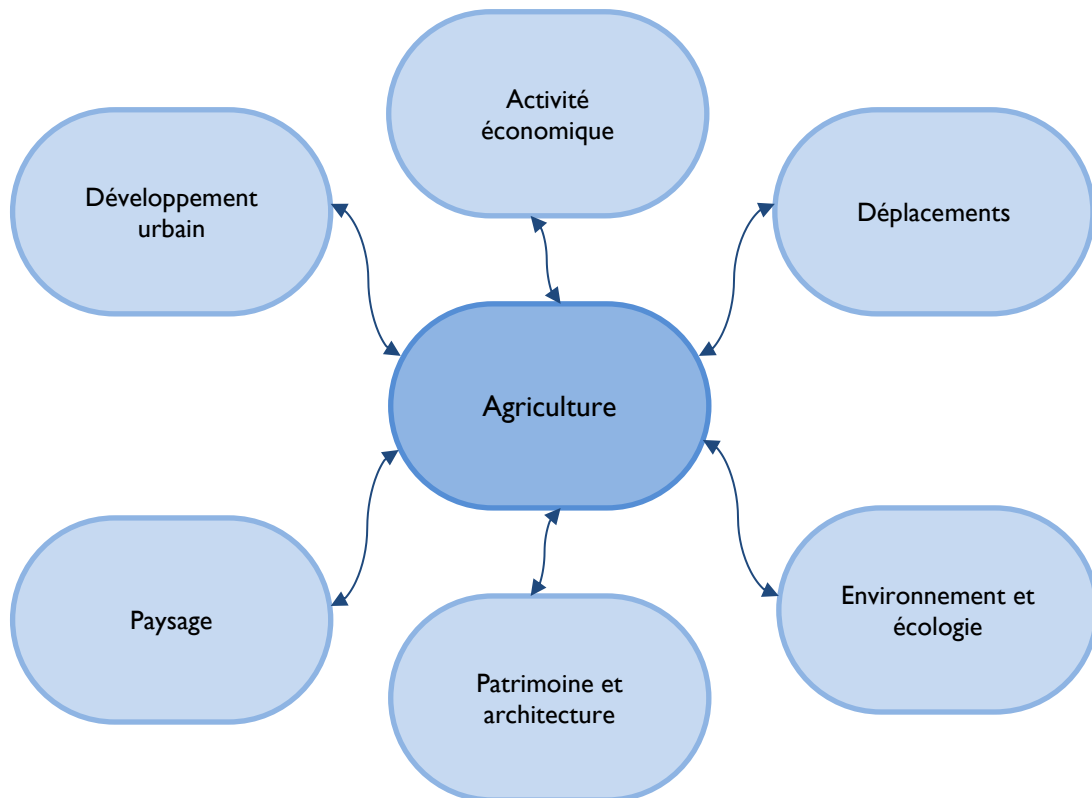 Activité
économique
Développement
urbain
Déplacements
Agriculture
Paysage
Environnement et
écologie
Patrimoine et
architecture